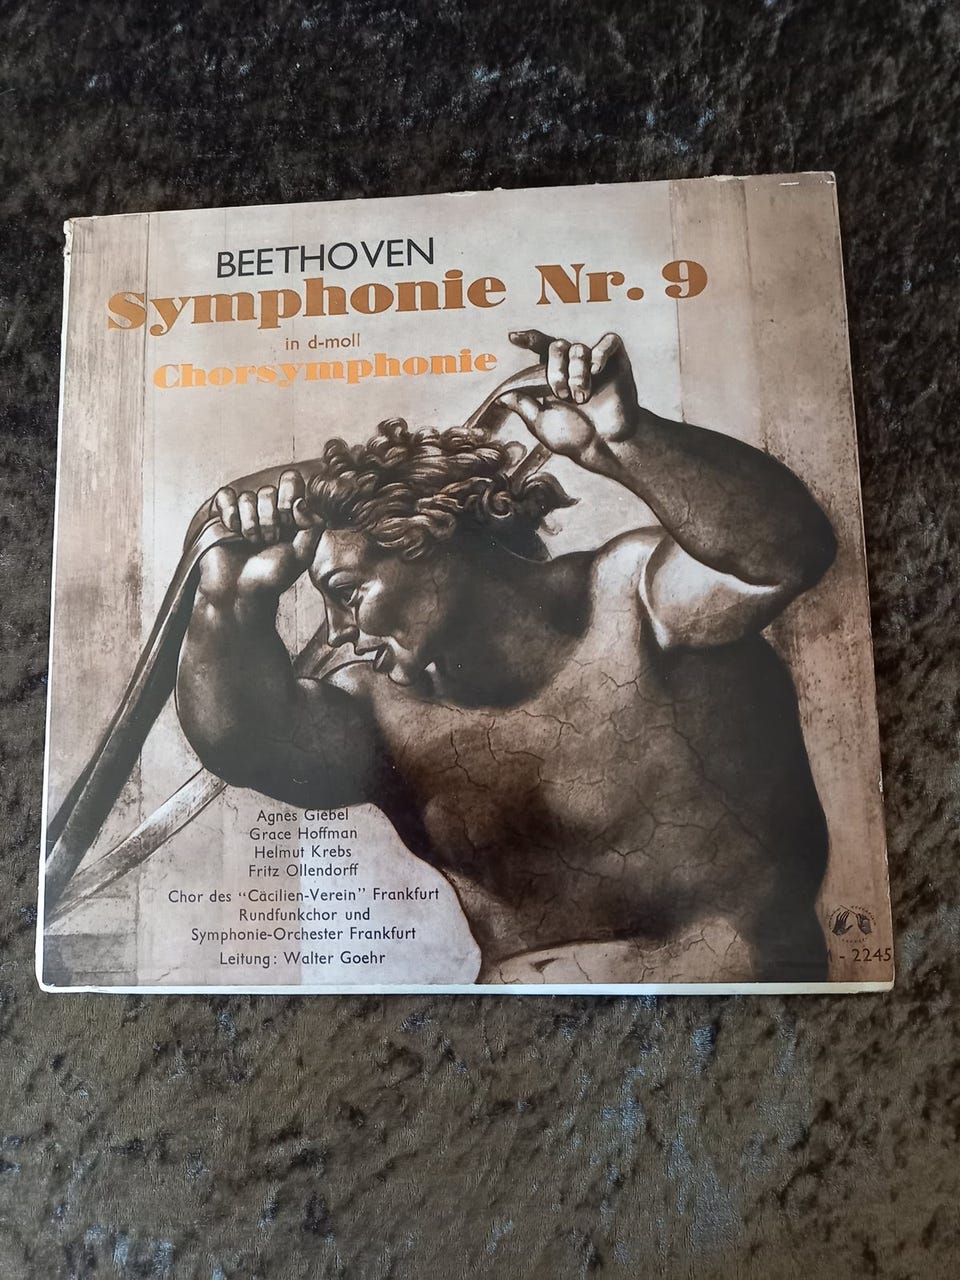 BEETHOVEN
Symphonie Nr. 9
in d-moll
Chorsymphonie
Agnes Giebel
Grace Hoffman
Helmut Krebs
Fritz Ollendorff
Chor des “Cäcilien-Verein” Frankfurt
Rundfunkchor und
Symphonie-Orchester Frankfurt
Leitung: Walter Goehr
- 2245